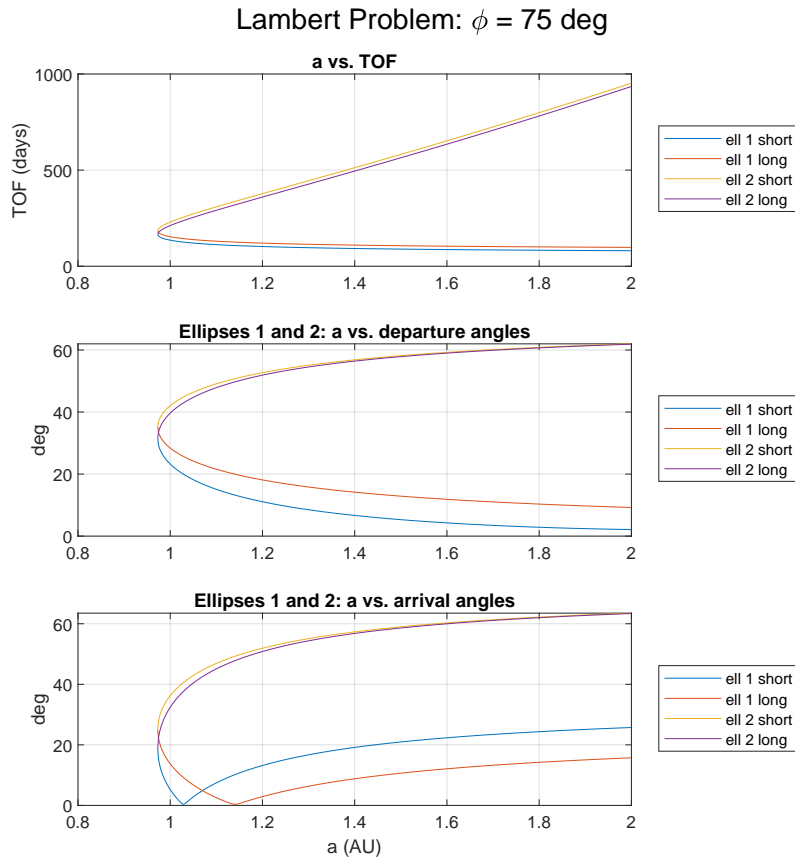 Lambert Problem: ϕ = 75 deg
a vs. TOF
TOF (days)
1000
500
0
0.8 1 1.2 1.4 1.6 1.8 2
ell 1 short
ell 1 long
ell 2 short
ell 2 long
Ellipses 1 and 2: a vs. departure angles
deg
60
40
20
0
0.8 1 1.2 1.4 1.6 1.8 2
ell 1 short
ell 1 long
ell 2 short
ell 2 long
Ellipses 1 and 2: a vs. arrival angles
deg
60
40
20
0
0.8 1 1.2 1.4 1.6 1.8 2
a (AU)
ell 1 short
ell 1 long
ell 2 short
ell 2 long